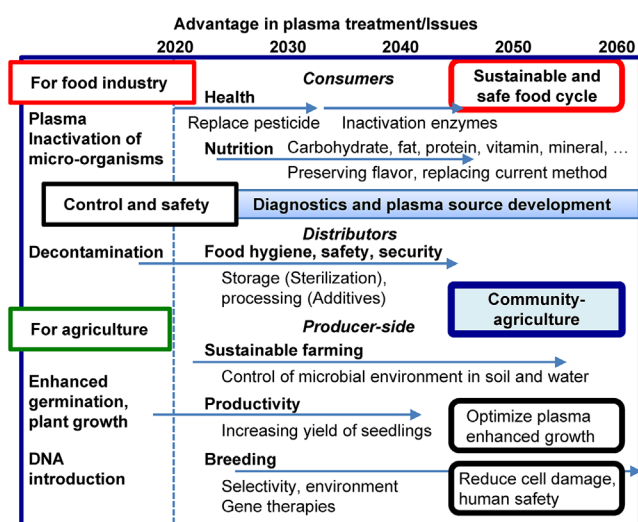 Advantage in plasma treatment/Issues
2020 2030 2040 2050 2060
For food industry
Consumers
Sustainable and
safe food cycle
Health
Plasma
Inactivation of
micro-organisms
Replace pesticide
Inactivation enzymes
Nutrition
Carbohydrate, fat, protein, vitamin, mineral, …
Preserving flavor, replacing current method
Control and safety
Diagnostics and plasma source development
Distributors
Decontamination
Food hygiene, safety, security
Storage (Sterilization),
processing (Additives)
Community-
agriculture
For agriculture
Producer-side
Sustainable farming
Control of microbial environment in soil and water
Enhanced
germination,
plant growth
Productivity
Increasing yield of seedlings
Optimize plasma
enhanced growth
DNA
introduction
Breeding
Selectivity, environment
Gene therapies
Reduce cell damage,
human safety